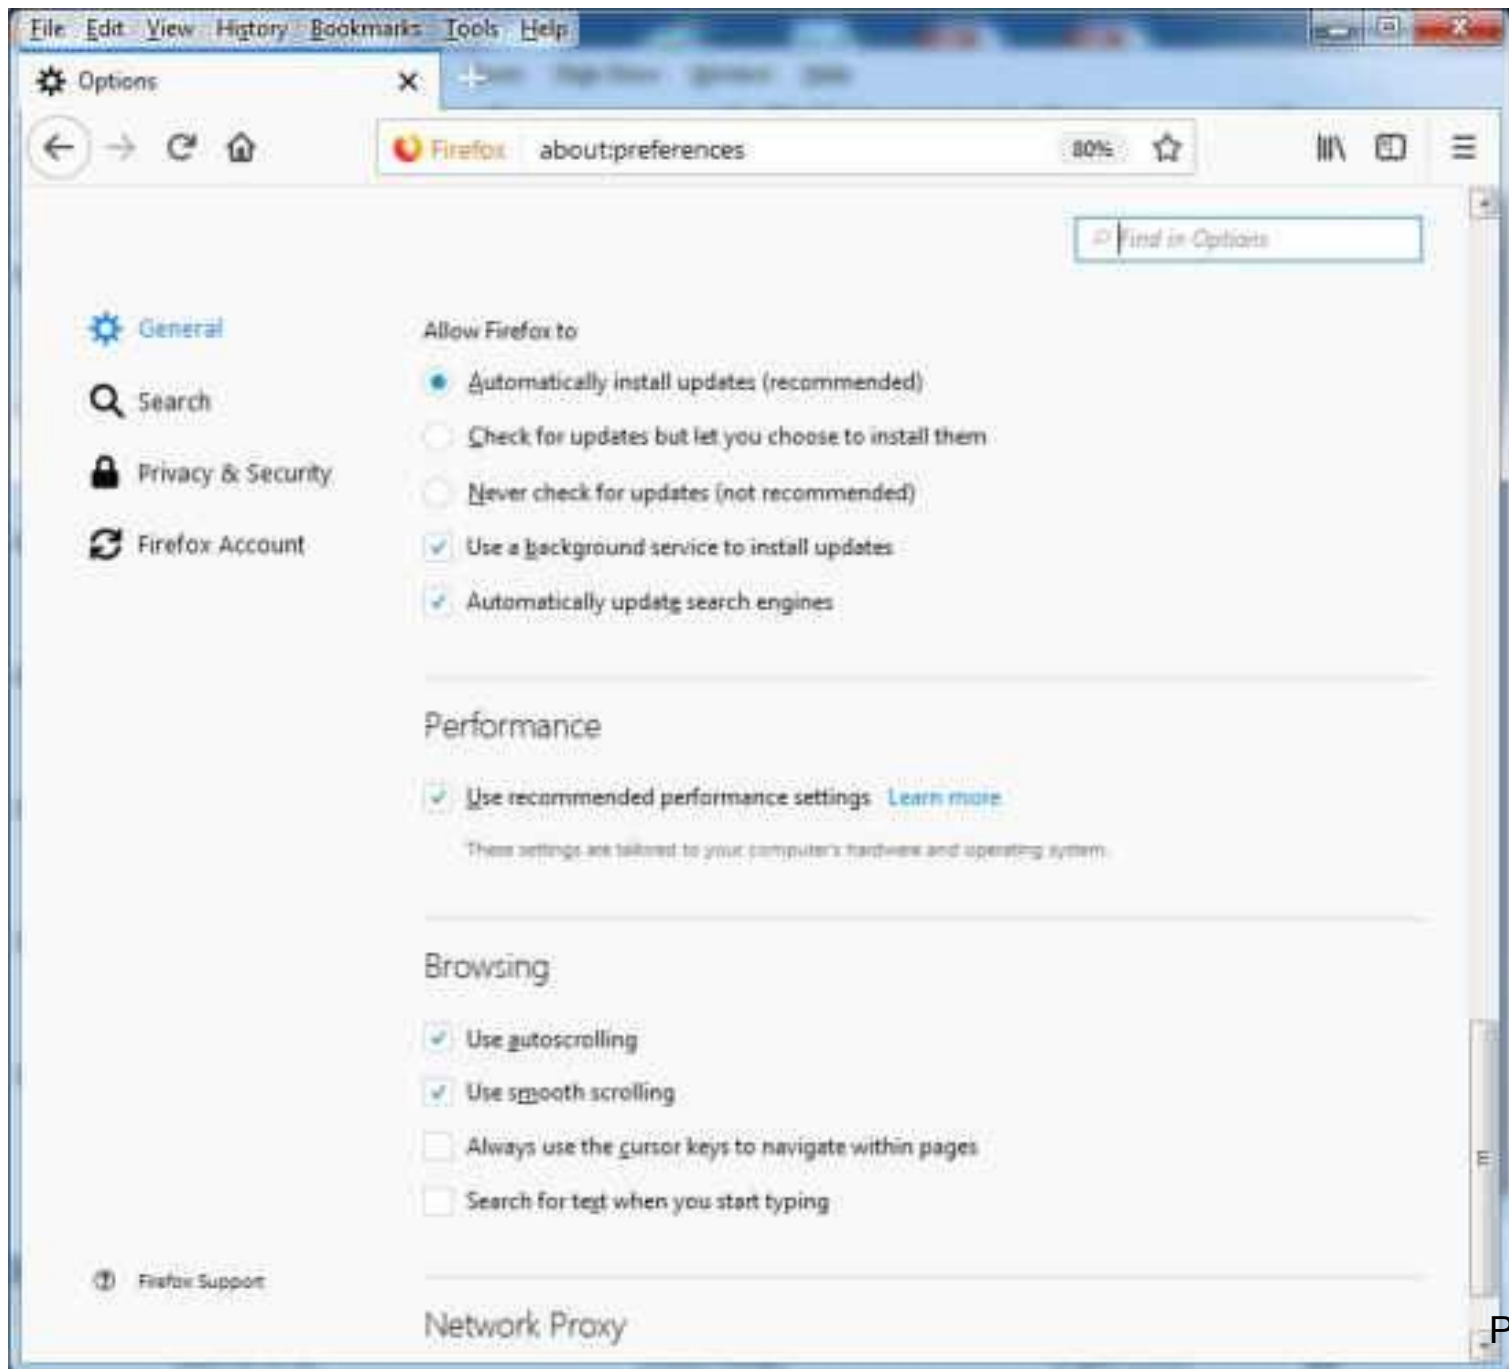 File Edit View History Bookmarks Tools Help
Options
Firefox about:preferences 80%
Find in Options
General
Search
Privacy & Security
Firefox Account
Allow Firefox to
Automatically install updates (recommended)
Check for updates but let you choose to install them
Never check for updates (not recommended)
Use a background service to install updates
Automatically update search engines
Performance
Use recommended performance settings Learn more
These settings are tailored to your computer's hardware and operating system.
Browsing
Use autoscrolling
Use smooth scrolling
Always use the cursor keys to navigate within pages
Search for text when you start typing
Firefox Support
Network Proxy
P